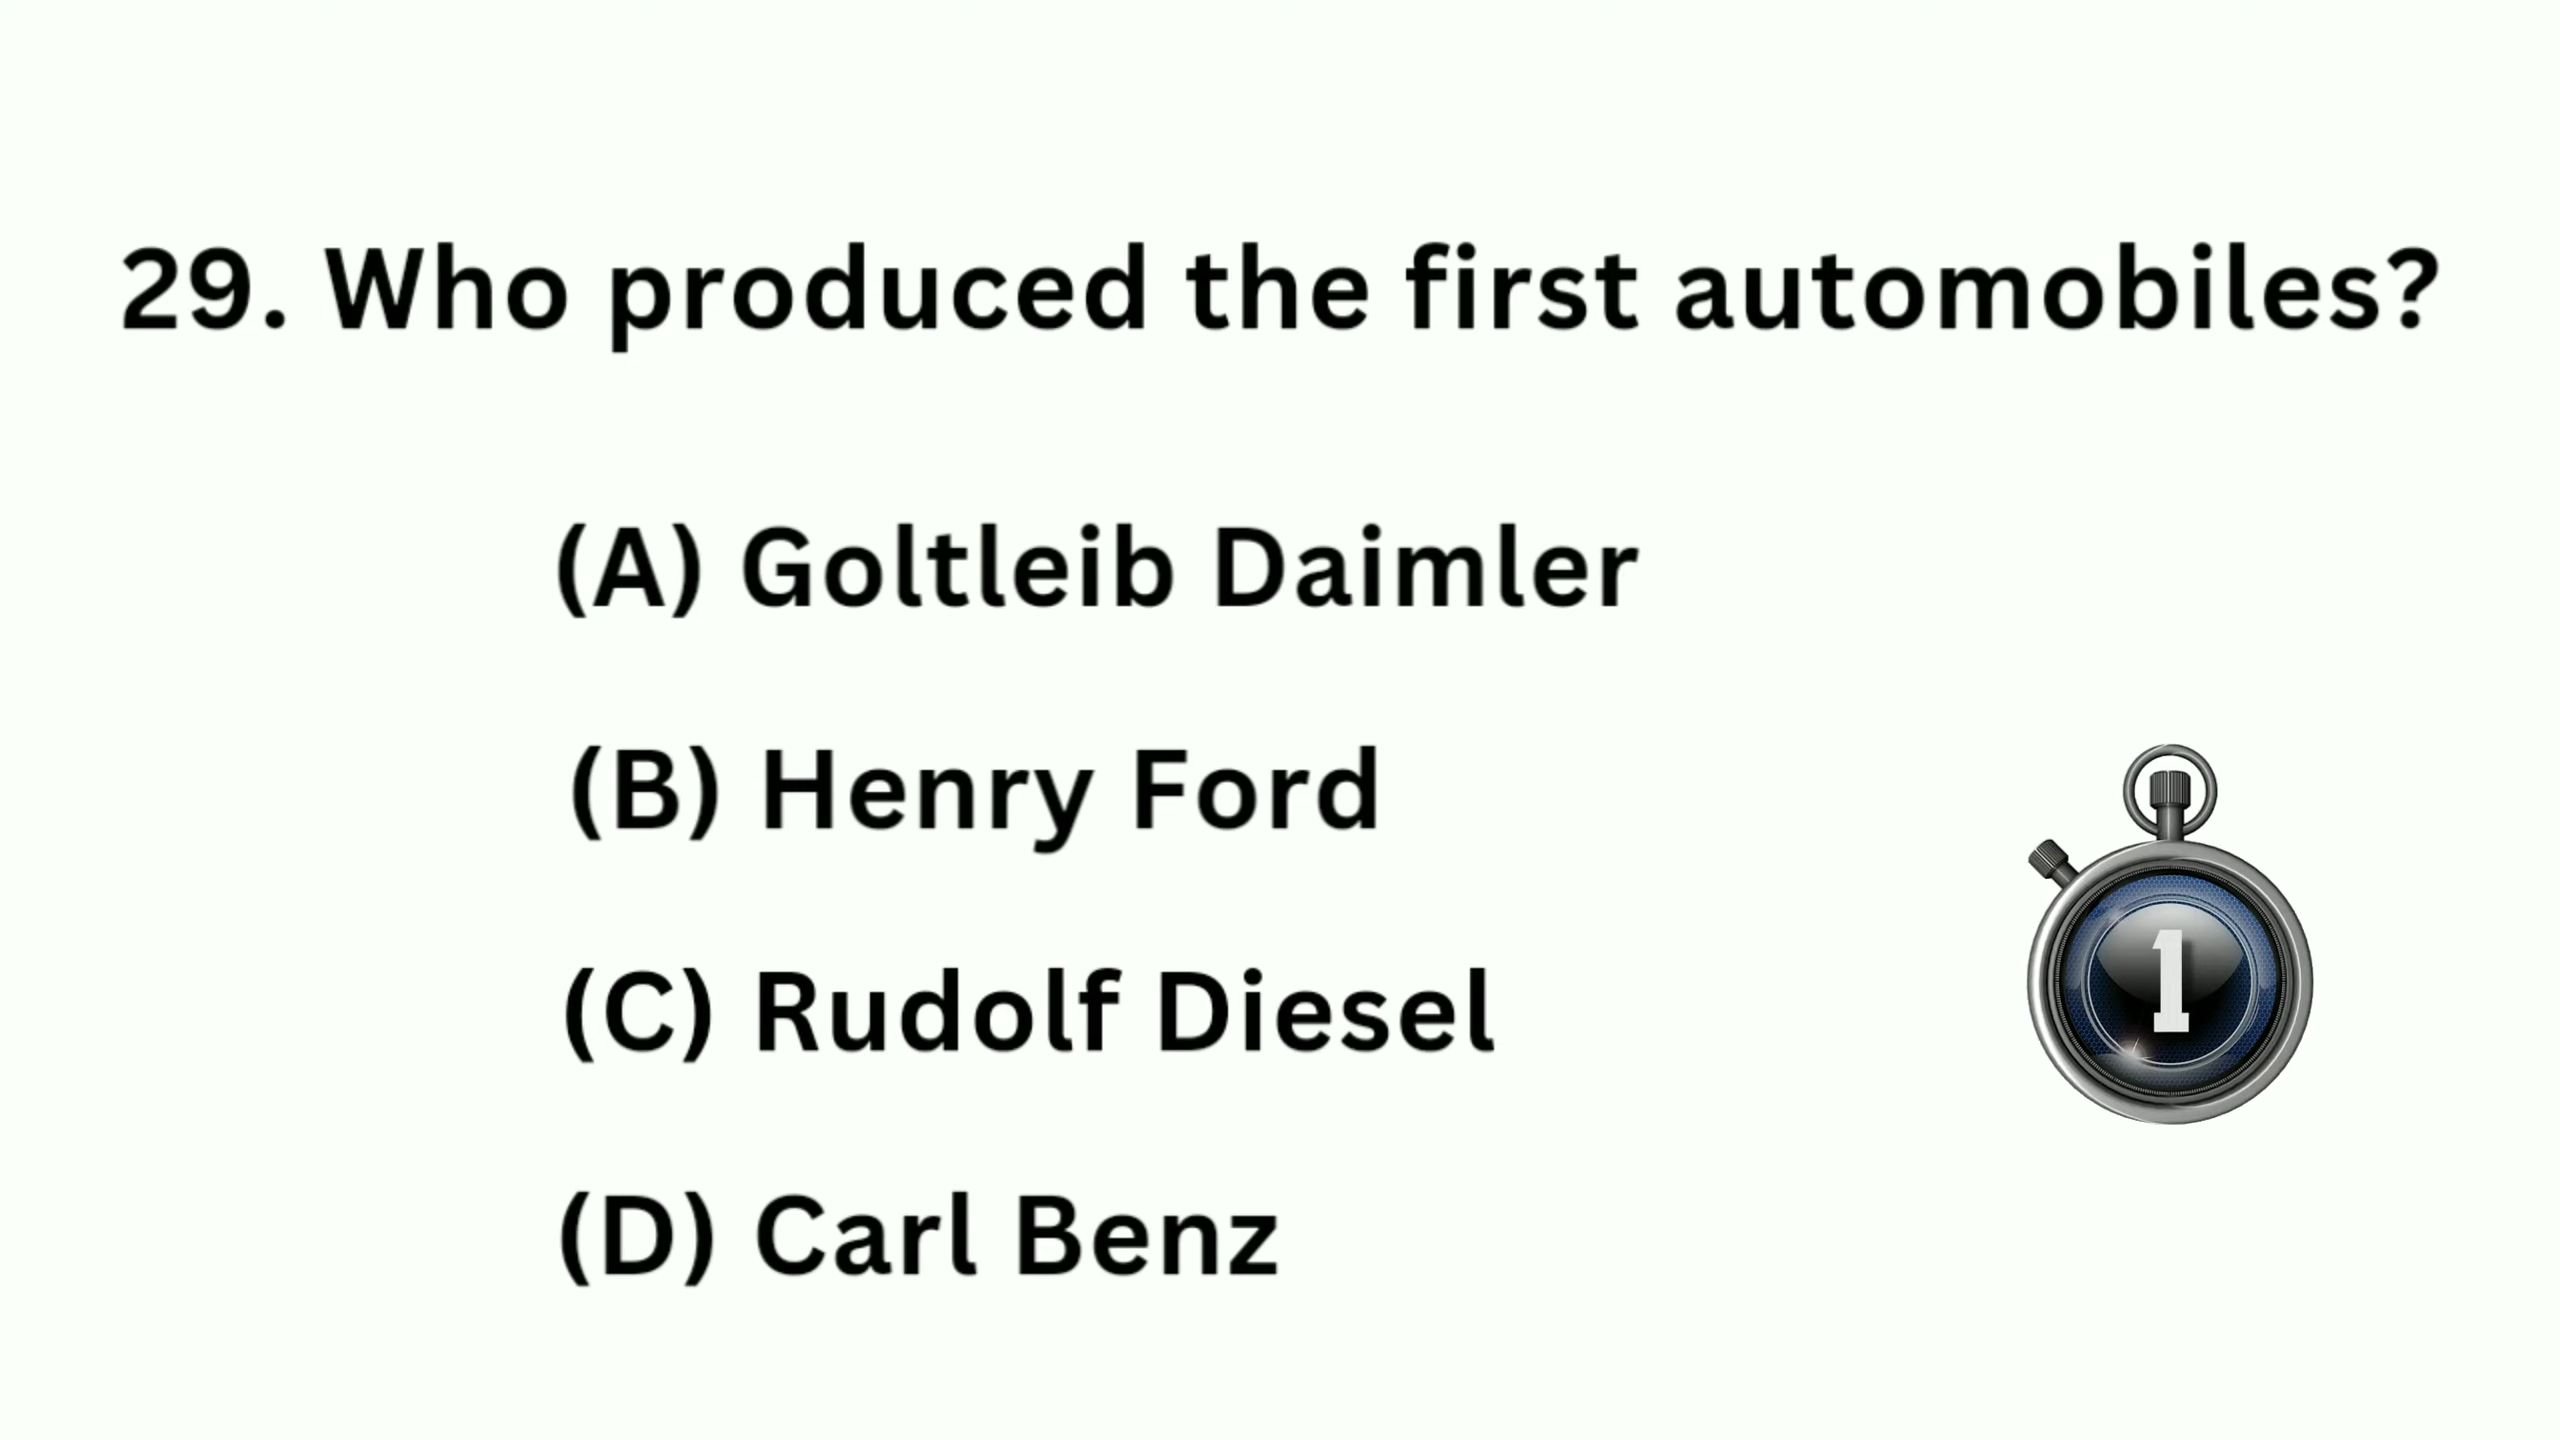 29. Who produced the first automobiles?
(A) Goltleib Daimler
(B) Henry Ford
(C) Rudolf Diesel
1
(D) Carl Benz